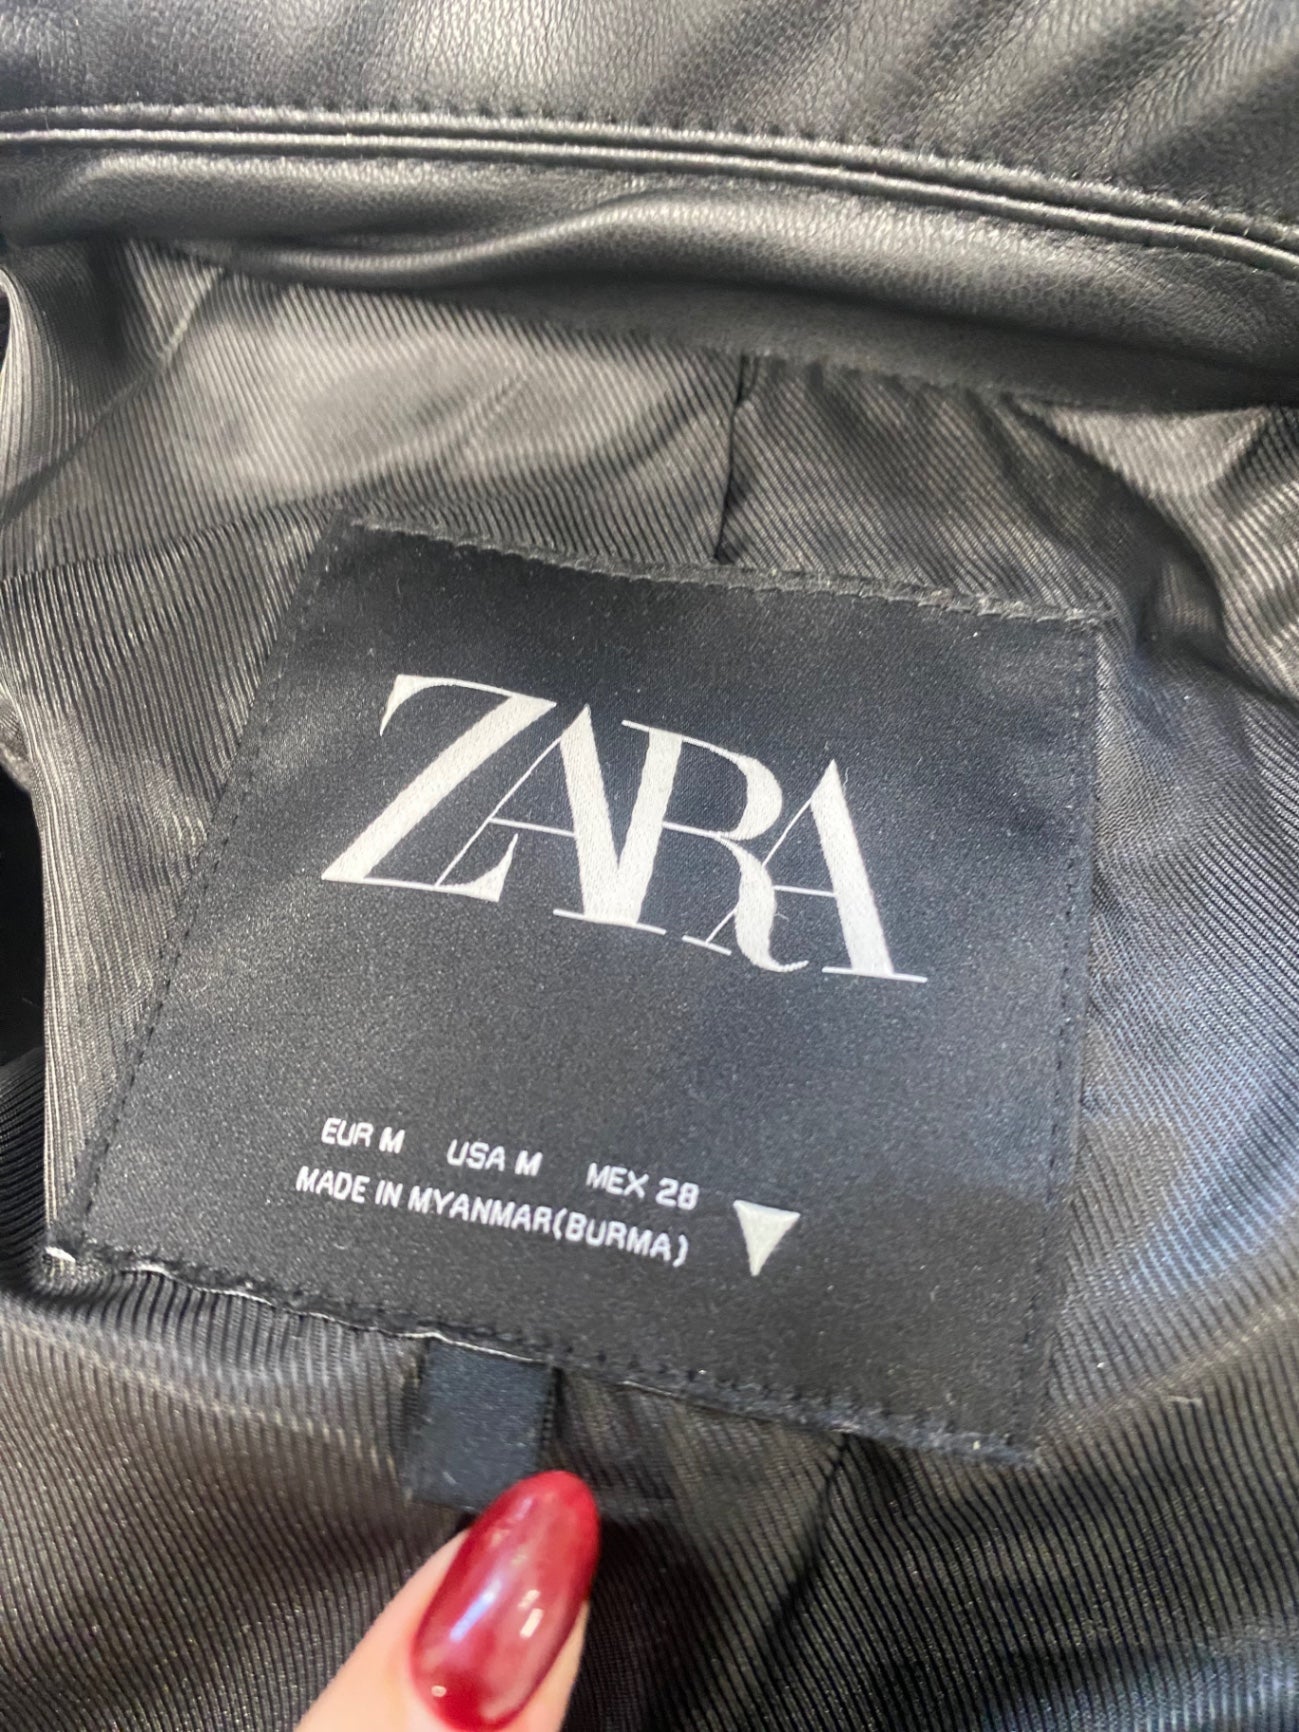 ZARA
EUR M USA M MEX 28
MADE IN MYANMAR(BURMA)